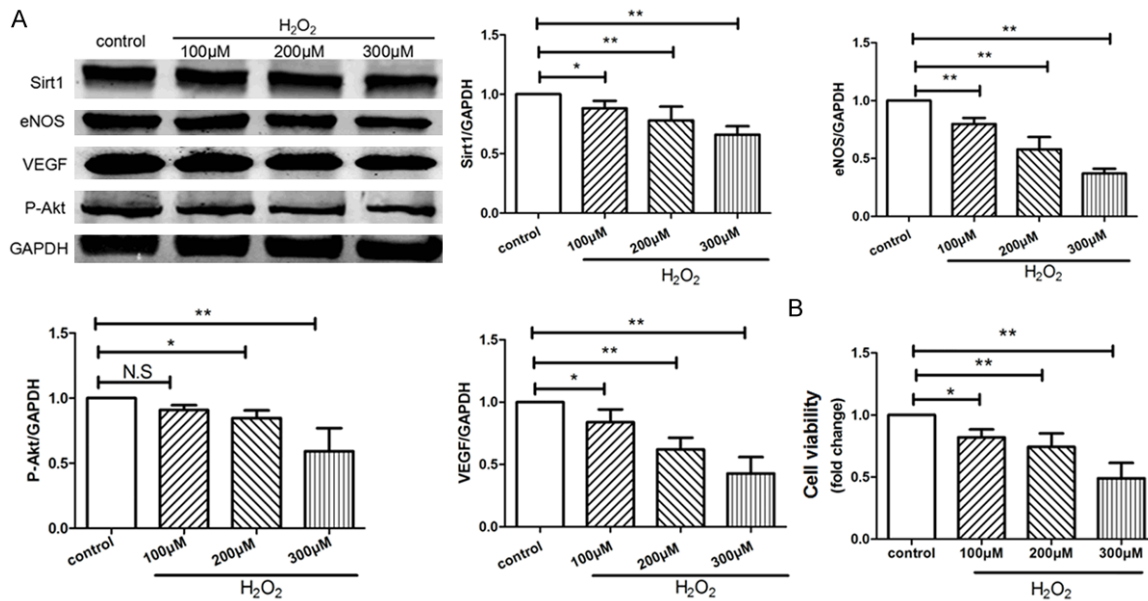 A
control
H₂O₂
100μM 200μM 300μM
Sirt1
eNOS
VEGF
P-Akt
GAPDH
**
**
*
Sirt1/GAPDH
1.5
1.0
0.5
0.0
control 100μM 200μM 300μM
H₂O₂
**
**
**
eNOS/GAPDH
1.5
1.0
0.5
0.0
control 100μM 200μM 300μM
H₂O₂
**
*
N.S
P-Akt/GAPDH
1.5
1.0
0.5
0.0
control 100μM 200μM 300μM
H₂O₂
**
**
*
VEGF/GAPDH
1.5
1.0
0.5
0.0
control 100μM 200μM 300μM
H₂O₂
B
**
**
*
Cell viability
(fold change)
1.5
1.0
0.5
0.0
control 100μM 200μM 300μM
H₂O₂